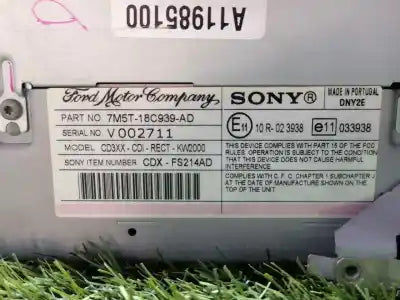 A11985100
Ford Motor Company
SONY®
MADE IN PORTUGAL
DNY2E
PART NO 7M5T-18C939-AD
SERIAL NO. V002711
E11 10 R- 02 3938 e11 033938
MODEL CD3XX - CDI - RECT - KW2000
SONY ITEM NUMBER CDX - FS214AD
THIS DEVICE COMPLIES WITH PART 15 OF THE FCC
RULES. OPERATION IS SUBJECT TO THE CONDITION
THAT THIS DEVICE DOES NOT CAUSE HARMFUL INTERFERENCE.
COMPLIES WITH C. F. C. CHAPTER 1 SUBCHAPTER J
AT THE DATE OF MANUFACTURE SHOWN ON THE
TOP OF THE UNIT.